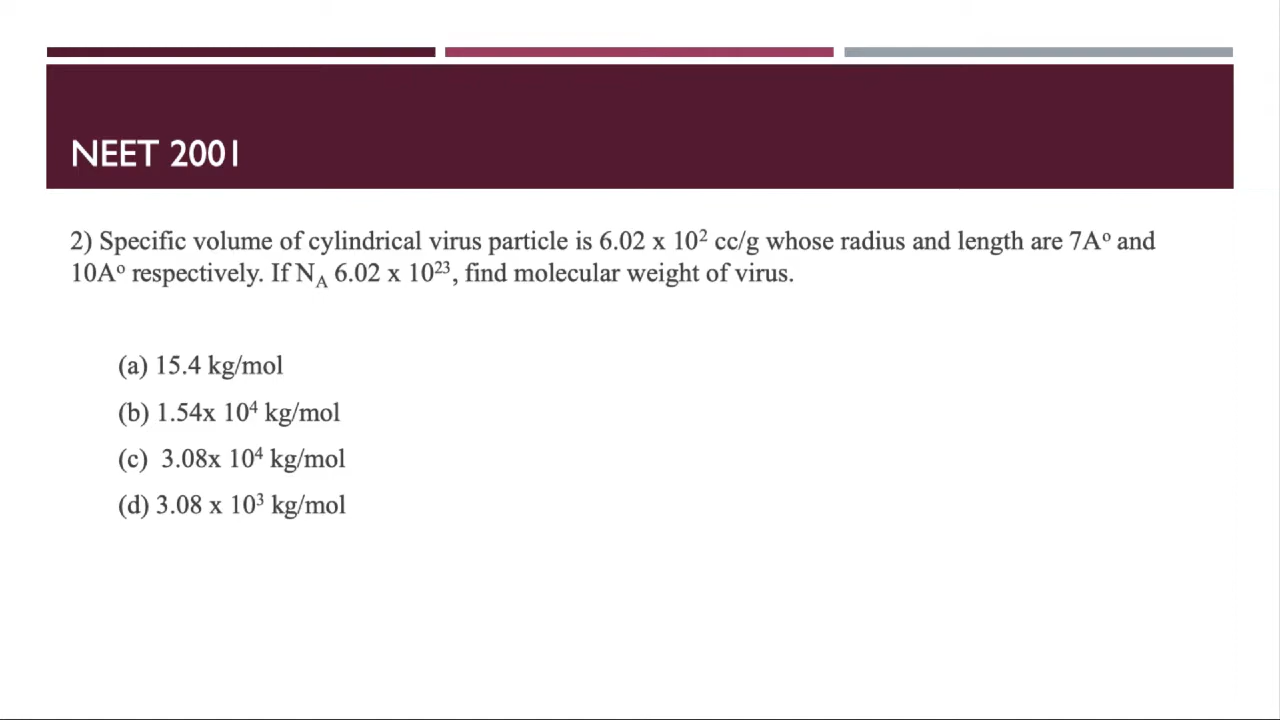 NEET 2001
2) Specific volume of cylindrical virus particle is 6.02 x 10² cc/g whose radius and length are 7Aᵒ and
10Aᵒ respectively. If N_A 6.02 x 10²³, find molecular weight of virus.
(a) 15.4 kg/mol
(b) 1.54x 10⁴ kg/mol
(c) 3.08x 10⁴ kg/mol
(d) 3.08 x 10³ kg/mol